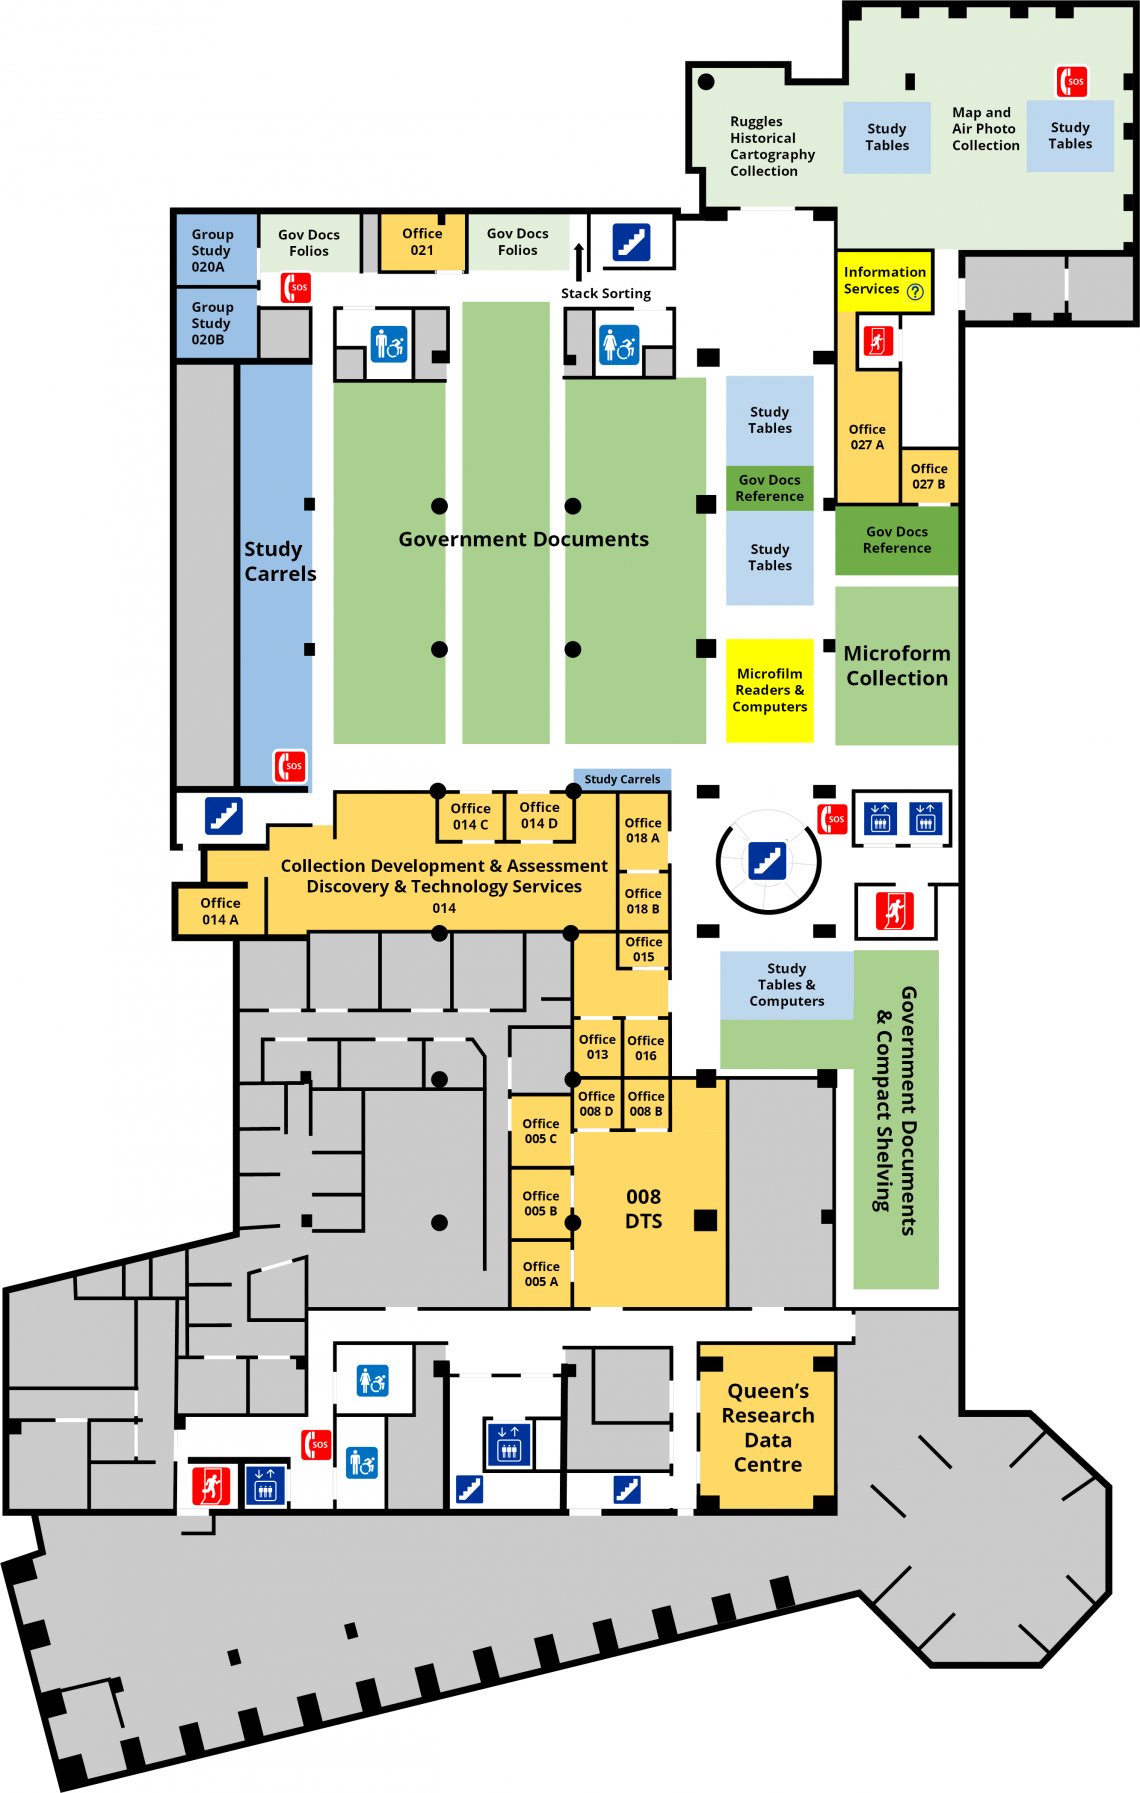 Ruggles
Historical
Cartography
Collection
Study
Tables
Map and
Air Photo
Collection
SOS
Study
Tables
Group
Study
020A
Gov Docs
Folios
Office
021
Gov Docs
Folios
Stack Sorting
SOS
Group
Study
020B
Information
Services ?
Study
Tables
Office
027 A
Office
027 B
Gov Docs
Reference
Gov Docs
Reference
Study
Carrels
Government Documents
Study
Tables
Microform
Collection
Microfilm
Readers &
Computers
SOS
Study Carrels
Office
014 C
Office
014 D
Office
018 A
SOS
Collection Development & Assessment
Discovery & Technology Services
014
Office
014 A
Office
018 B
Office
015
Study
Tables &
Computers
Government Documents
& Compact Shelving
Office
013
Office
016
Office
008 D
Office
008 B
Office
005 C
Office
005 B
008
DTS
Office
005 A
Queen's
Research
Data
Centre
SOS